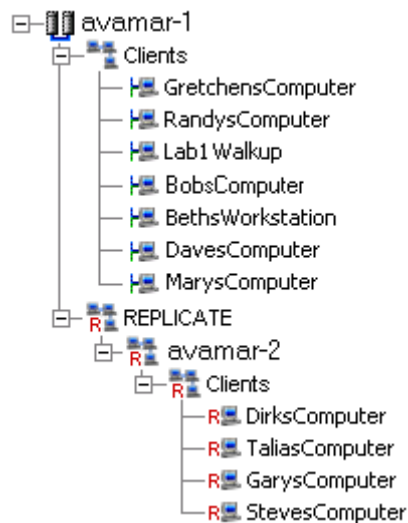 avamar-1
Clients
GretchensComputer
RandysComputer
Lab1Walkup
BobsComputer
BethsWorkstation
DavesComputer
MarysComputer
R REPLICATE
R avamar-2
R Clients
R DirksComputer
R TaliasComputer
R GarysComputer
R StevesComputer